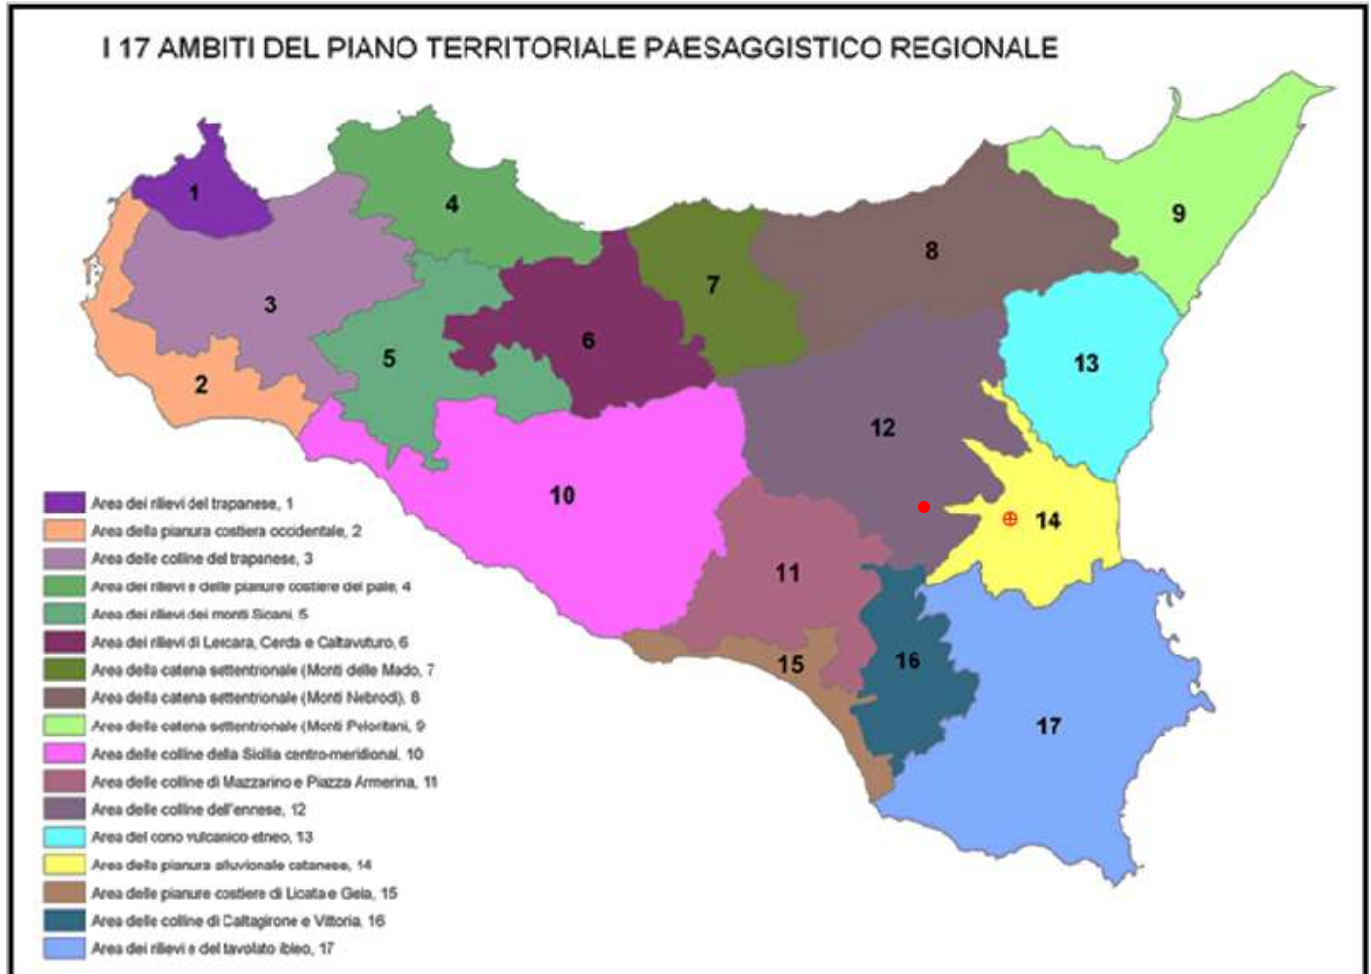 I 17 AMBITI DEL PIANO TERRITORIALE PAESAGGISTICO REGIONALE
1
4
9
8
7
3
6
13
5
2
12
10
14
11
15
16
17
Area dei rilievi del trapanese, 1
Area della pianura costiera occidentale, 2
Area delle colline del trapanese, 3
Area dei rilievi e delle pianure costiere del pale, 4
Area dei rilievi dei monti Sicani, 5
Area dei rilievi di Lercara, Cerda e Caltavuturo, 6
Area della catena settentrionale (Monti delle Mado, 7
Area della catena settentrionale (Monti Nebrodi), 8
Area della catena settentrionale (Monti Peloritani, 9
Area delle colline della Sicilia centro-meridional, 10
Area delle colline di Mazzarino e Piazza Armerina, 11
Area delle colline dell'ennese, 12
Area del cono vulcanico etneo, 13
Area della pianura alluvionale catanese, 14
Area delle pianure costiere di Licata e Gela, 15
Area delle colline di Caltagirone e Vittoria, 16
Area dei rilievi e del tavolato ibleo, 17